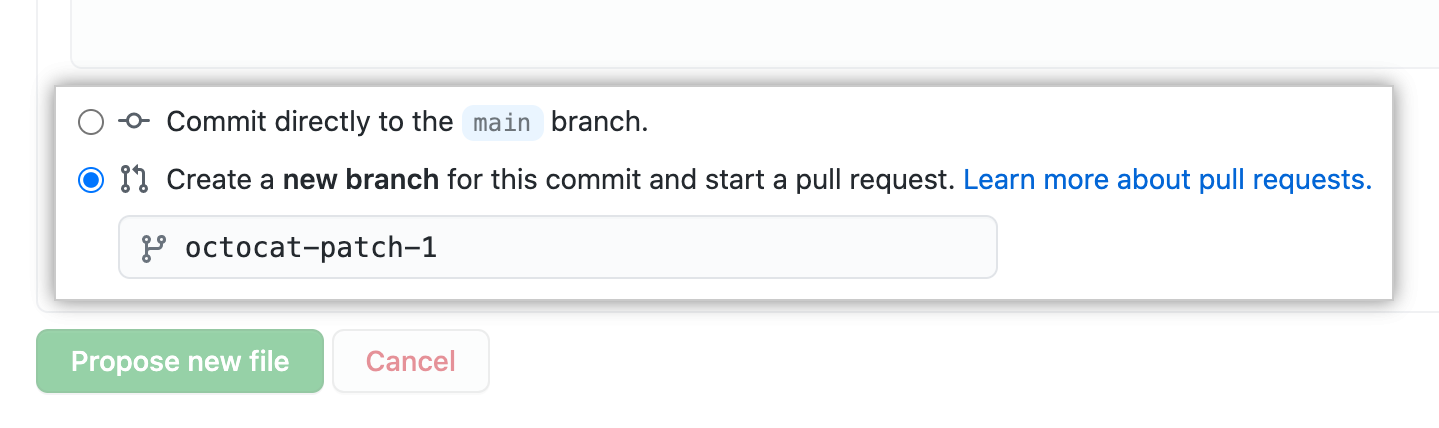 Commit directly to the main branch.
Create a new branch for this commit and start a pull request. Learn more about pull requests.
octocat-patch-1
Propose new file Cancel